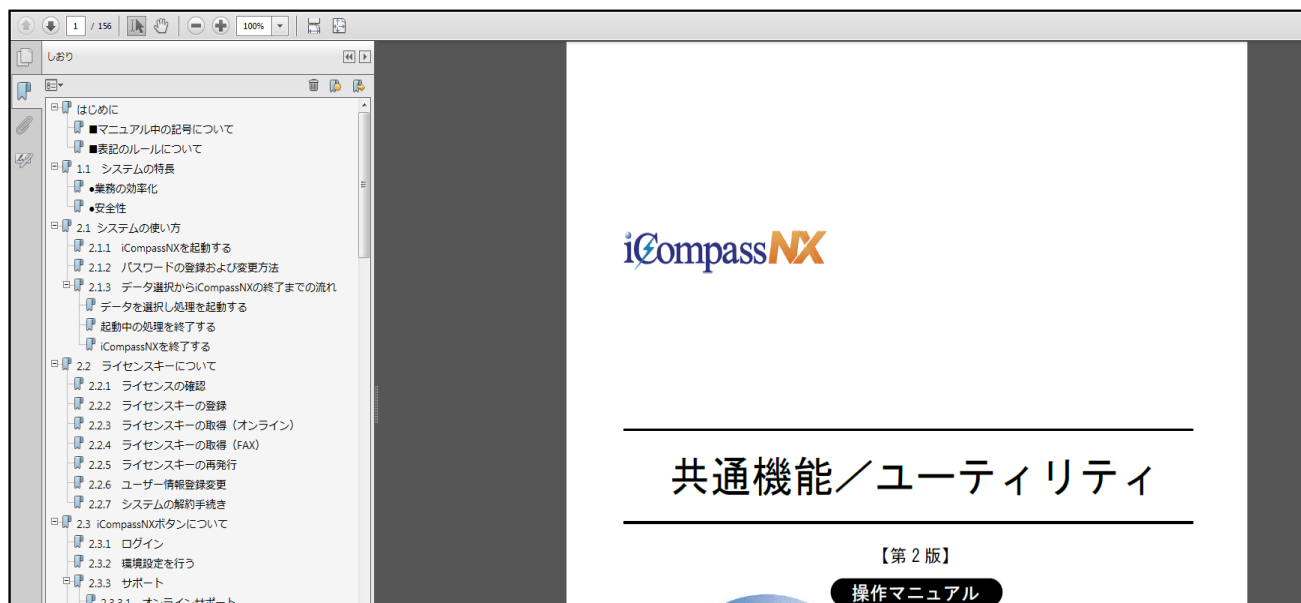 1 / 156
100%
しおり
はじめに
■マニュアル中の記号について
■表記のルールについて
1.1 システムの特長
●業務の効率化
●安全性
2.1 システムの使い方
2.1.1 iCompassNXを起動する
2.1.2 パスワードの登録および変更方法
2.1.3 データ選択からiCompassNXの終了までの流れ
データを選択し処理を起動する
起動中の処理を終了する
iCompassNXを終了する
2.2 ライセンスキーについて
2.2.1 ライセンスの確認
2.2.2 ライセンスキーの登録
2.2.3 ライセンスキーの取得（オンライン）
2.2.4 ライセンスキーの取得（FAX）
2.2.5 ライセンスキーの再発行
2.2.6 ユーザー情報登録変更
2.2.7 システムの解約手続き
2.3 iCompassNXボタンについて
2.3.1 ログイン
2.3.2 環境設定を行う
2.3.3 サポート
2.3.3.1 オンラインサポート
iCompassNX
共通機能／ユーティリティ
【第２版】
操作マニュアル